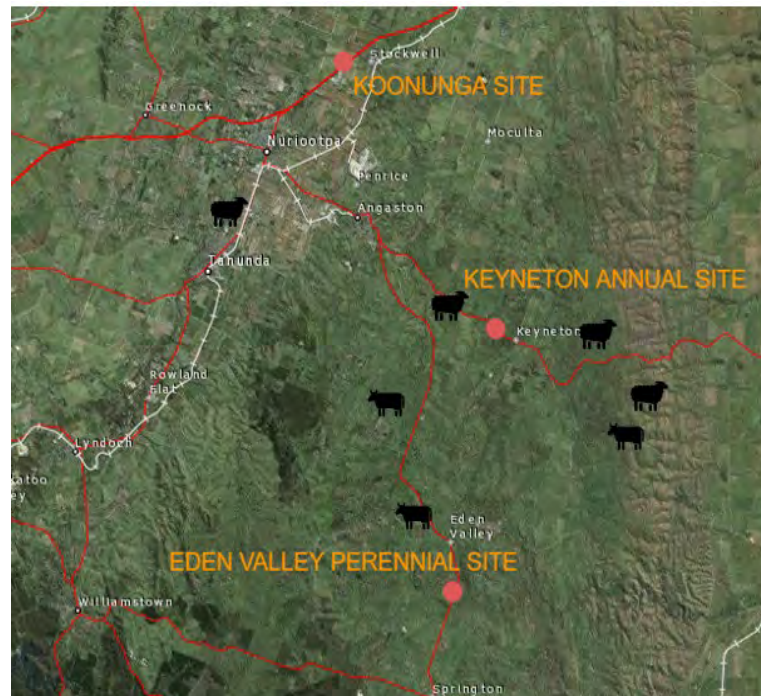 Stockwell
KOONUNGA SITE
Greenock
Nuriootpa
Moculta
Penrice
Angaston
Tanunda
KEYNETON ANNUAL SITE
Keyneton
Rowland
Flat
Lyndoch
ey
Eden
Valley
EDEN VALLEY PERENNIAL SITE
Williamstown
Springton